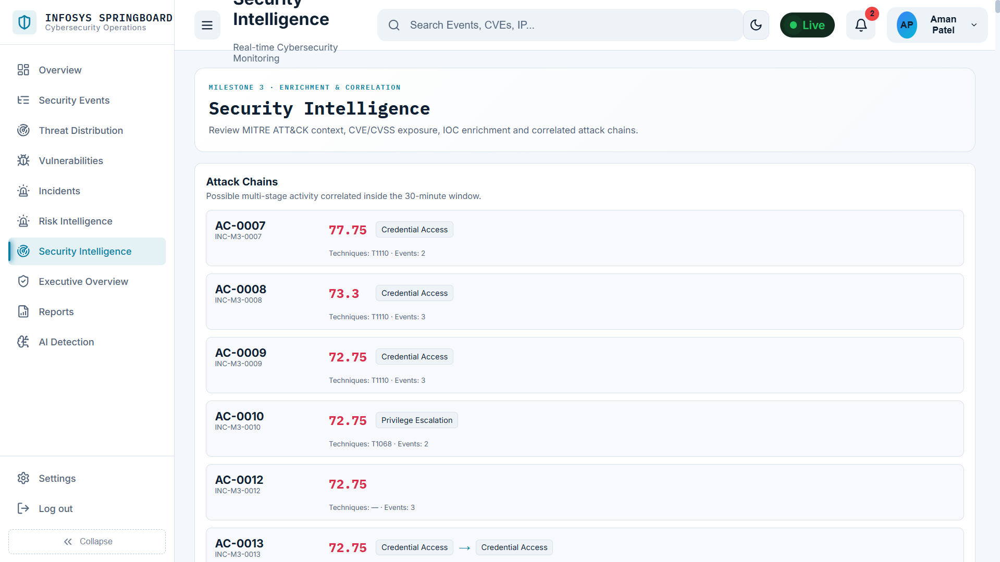 INFOSYS SPRINGBOARD
Cybersecurity Operations
Overview
Security Events
Threat Distribution
Vulnerabilities
Incidents
Risk Intelligence
Security Intelligence
Executive Overview
Reports
AI Detection
Settings
Log out
Collapse
Security
Intelligence
Real-time Cybersecurity
Monitoring
Search Events, CVEs, IP...
Live
2
AP
Aman
Patel
MILESTONE 3 · ENRICHMENT & CORRELATION
Security Intelligence
Review MITRE ATT&CK context, CVE/CVSS exposure, IOC enrichment and correlated attack chains.
Attack Chains
Possible multi-stage activity correlated inside the 30-minute window.
AC-0007
INC-M3-0007
77.75 Credential Access
Techniques: T1110 · Events: 2
AC-0008
INC-M3-0008
73.3 Credential Access
Techniques: T1110 · Events: 3
AC-0009
INC-M3-0009
72.75 Credential Access
Techniques: T1110 · Events: 3
AC-0010
INC-M3-0010
72.75 Privilege Escalation
Techniques: T1068 · Events: 2
AC-0012
INC-M3-0012
72.75
Techniques: — · Events: 3
AC-0013
INC-M3-0013
72.75 Credential Access → Credential Access